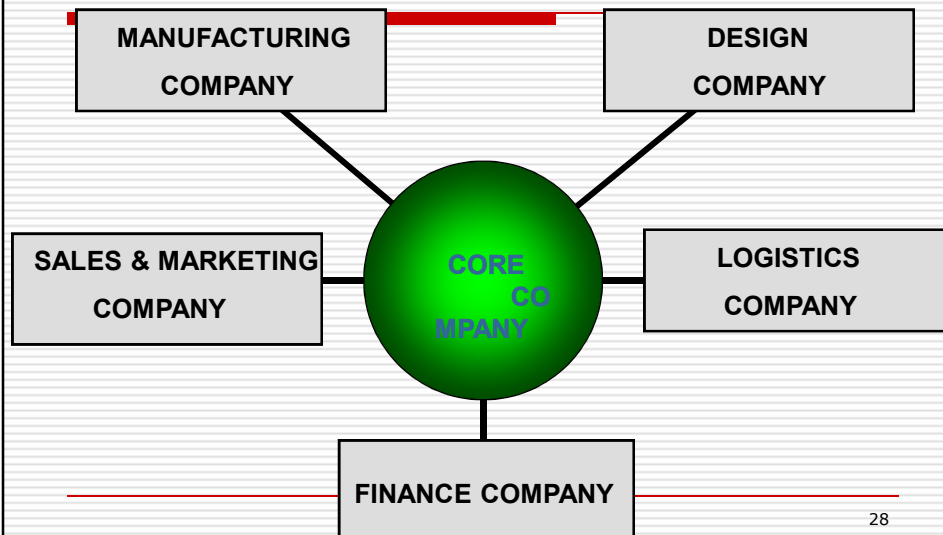 MANUFACTURING
COMPANY
DESIGN
COMPANY
SALES & MARKETING
COMPANY
CORE
CO
MPANY
LOGISTICS
COMPANY
FINANCE COMPANY
28